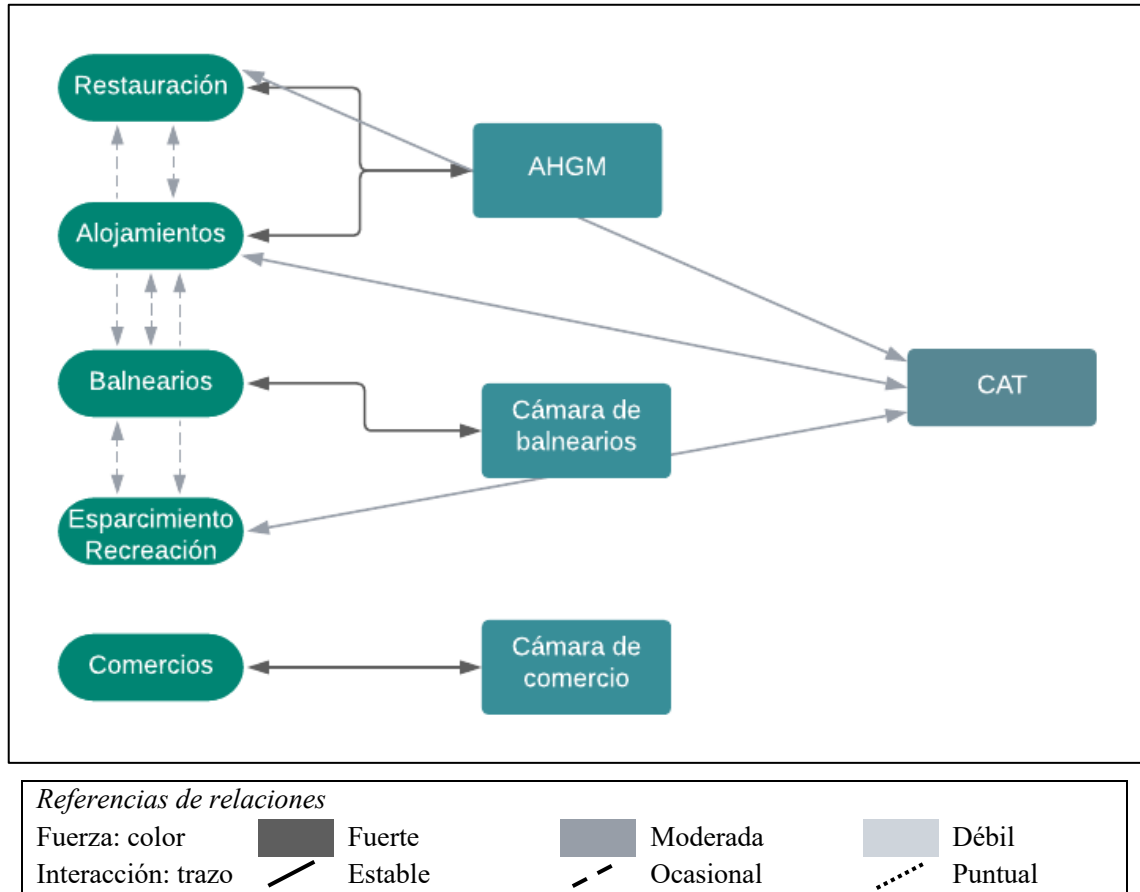 Restauración
AHGM
Alojamientos
Balnearios
Cámara de
balnearios
CAT
Esparcimiento
Recreación
Comercios
Cámara de
comercio
Referencias de relaciones
Fuerza: color Fuerte Moderada Débil
Interacción: trazo Estable Ocasional Puntual